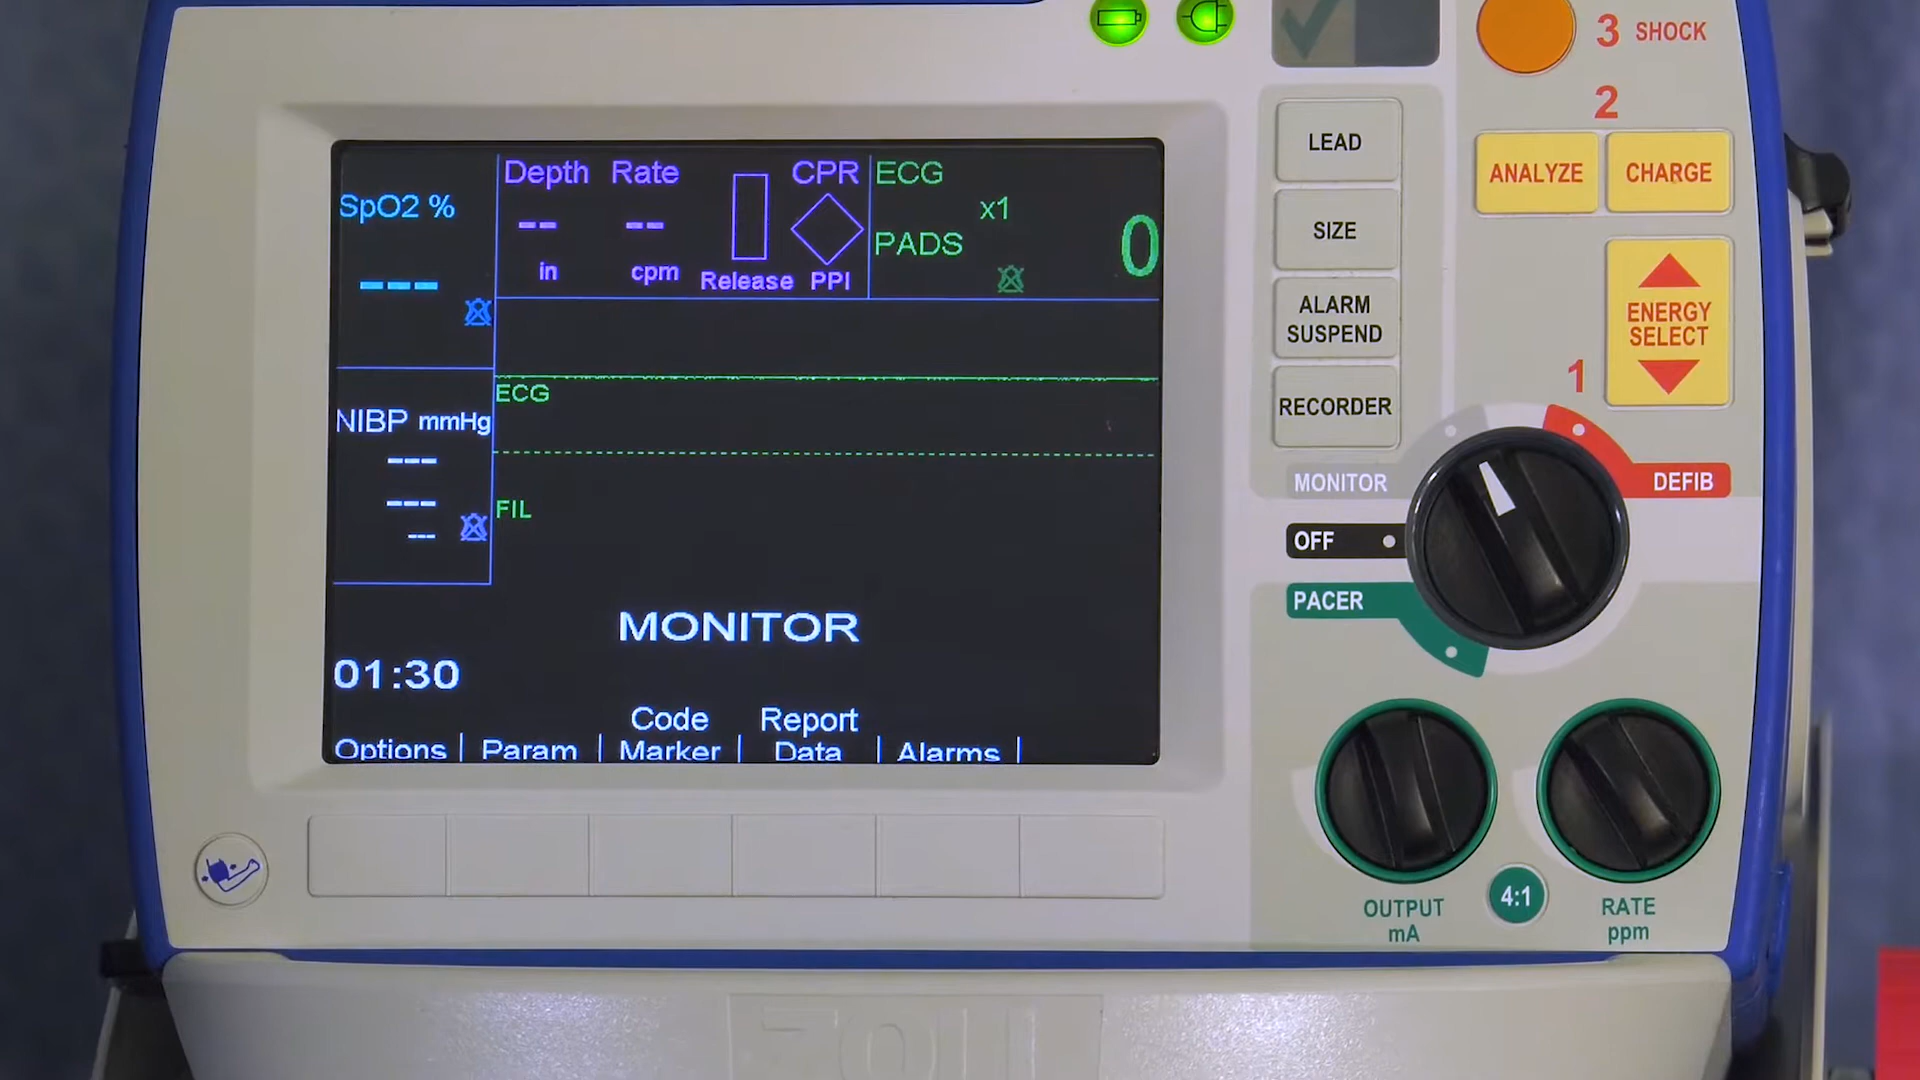 SpO2 %
---
NIBP mmHg
---
---
---
Depth Rate CPR
-- --
in cpm Release PPI
ECG
x1
PADS
0
ECG
FIL
MONITOR
01:30
Options Param Code Marker Report Data Alarms
3 SHOCK
2
ANALYZE CHARGE
LEAD
SIZE
ALARM
SUSPEND
RECORDER
ENERGY
SELECT
1
MONITOR
DEFIB
OFF
PACER
OUTPUT
mA
4:1
RATE
ppm